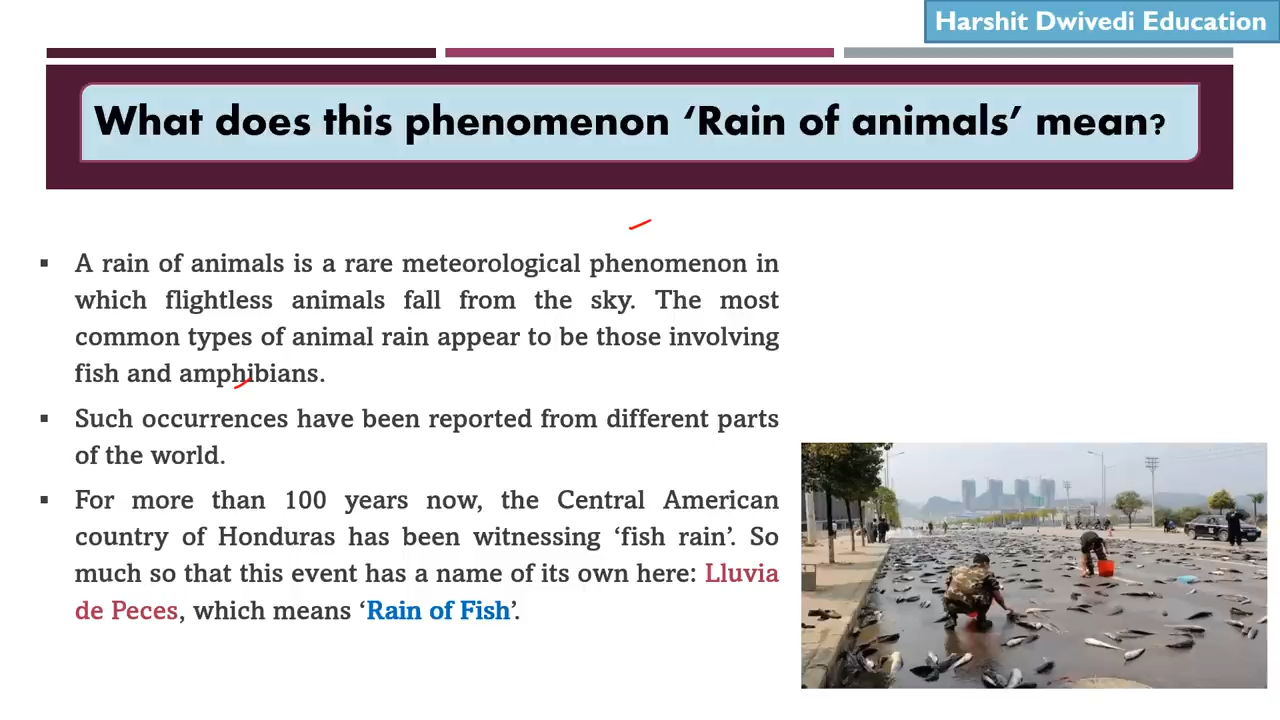 Harshit Dwivedi Education
What does this phenomenon ‘Rain of animals’ mean?
▪ A rain of animals is a rare meteorological phenomenon in
which flightless animals fall from the sky. The most
common types of animal rain appear to be those involving
fish and amphibians.
▪ Such occurrences have been reported from different parts
of the world.
▪ For more than 100 years now, the Central American
country of Honduras has been witnessing ‘fish rain’. So
much so that this event has a name of its own here: Lluvia
de Peces, which means ‘Rain of Fish’.